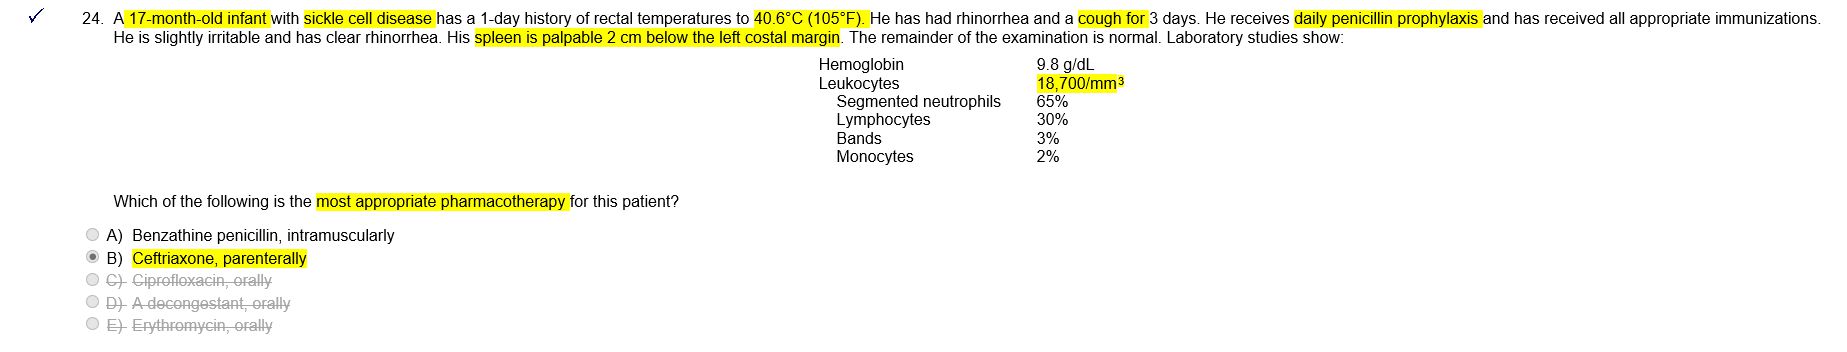 24. A 17-month-old infant with sickle cell disease has a 1-day history of rectal temperatures to 40.6°C (105°F). He has had rhinorrhea and a cough for 3 days. He receives daily penicillin prophylaxis and has received all appropriate immunizations.
He is slightly irritable and has clear rhinorrhea. His spleen is palpable 2 cm below the left costal margin. The remainder of the examination is normal. Laboratory studies show:
Hemoglobin 9.8 g/dL
Leukocytes 18,700/mm³
Segmented neutrophils 65%
Lymphocytes 30%
Bands 3%
Monocytes 2%
Which of the following is the most appropriate pharmacotherapy for this patient?
A) Benzathine penicillin, intramuscularly
B) Ceftriaxone, parenterally
C) Ciprofloxacin, orally
D) A decongestant, orally
E) Erythromycin, orally